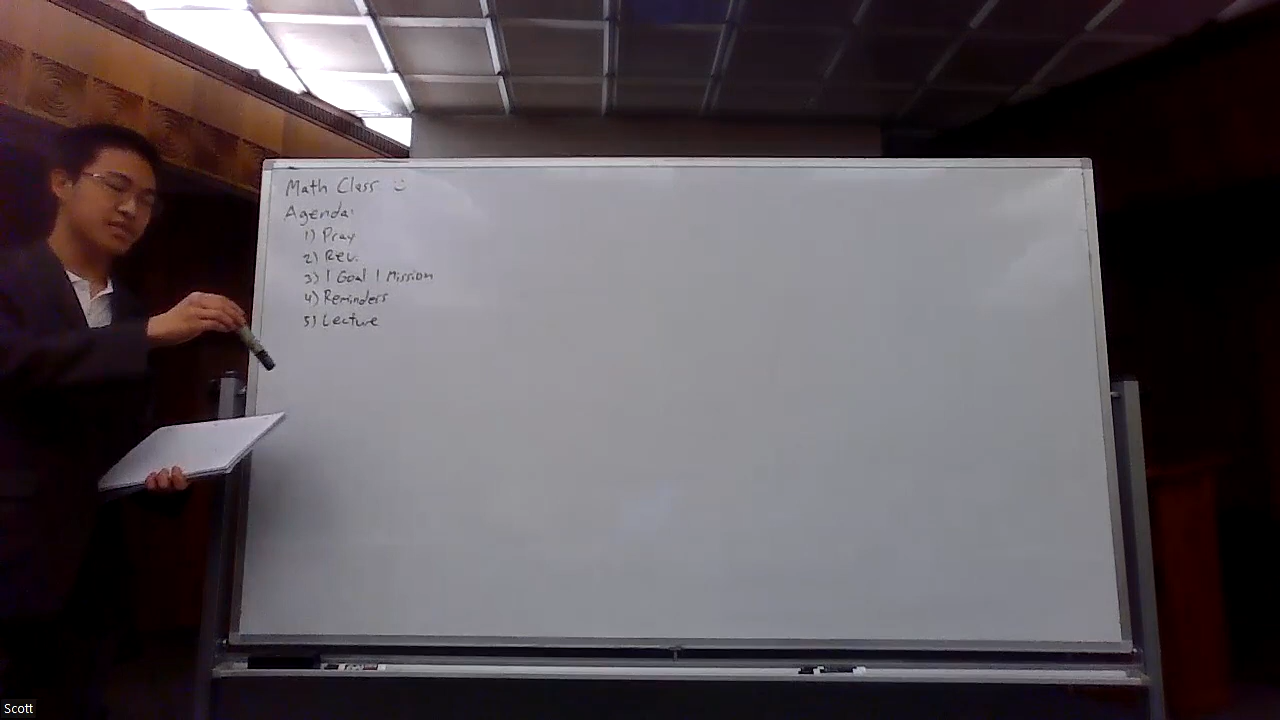 Math Class :)
Agenda:
1) Pray
2) Rev.
3) 1 Goal 1 Mission
4) Reminders
5) Lecture
Scott